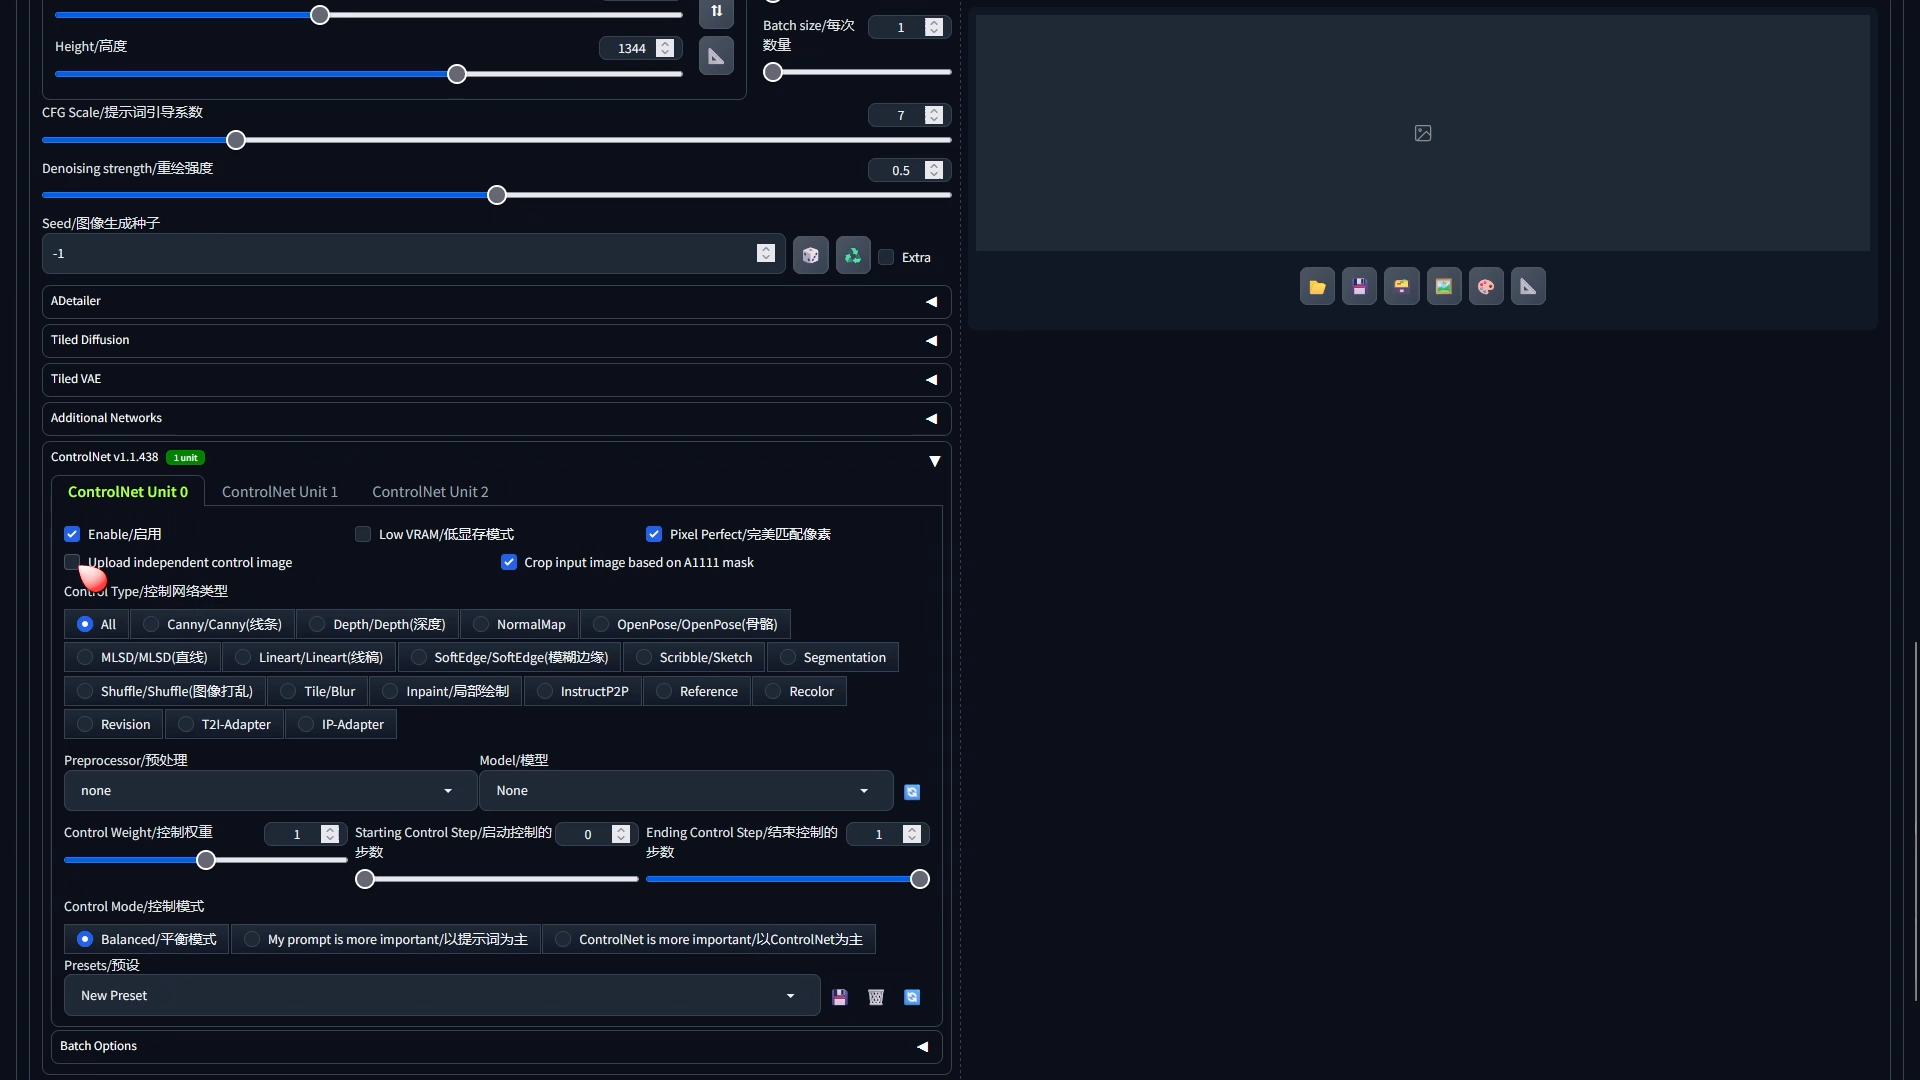 Height/高度
1344
Batch size/每次
数量
1
CFG Scale/提示词引导系数
7
Denoising strength/重绘强度
0.5
Seed/图像生成种子
-1
Extra
ADetailer
Tiled Diffusion
Tiled VAE
Additional Networks
ControlNet v1.1.438
1 unit
ControlNet Unit 0
ControlNet Unit 1
ControlNet Unit 2
Enable/启用
Low VRAM/低显存模式
Pixel Perfect/完美匹配像素
Upload independent control image
Crop input image based on A1111 mask
Control Type/控制网络类型
All
Canny/Canny(线条)
Depth/Depth(深度)
NormalMap
OpenPose/OpenPose(骨骼)
MLSD/MLSD(直线)
Lineart/Lineart(线稿)
SoftEdge/SoftEdge(模糊边缘)
Scribble/Sketch
Segmentation
Shuffle/Shuffle(图像打乱)
Tile/Blur
Inpaint/局部绘制
InstructP2P
Reference
Recolor
Revision
T2I-Adapter
IP-Adapter
Preprocessor/预处理
Model/模型
none
None
Control Weight/控制权重
1
Starting Control Step/启动控制的
步数
0
Ending Control Step/结束控制的
步数
1
Control Mode/控制模式
Balanced/平衡模式
My prompt is more important/以提示词为主
ControlNet is more important/以ControlNet为主
Presets/预设
New Preset
Batch Options